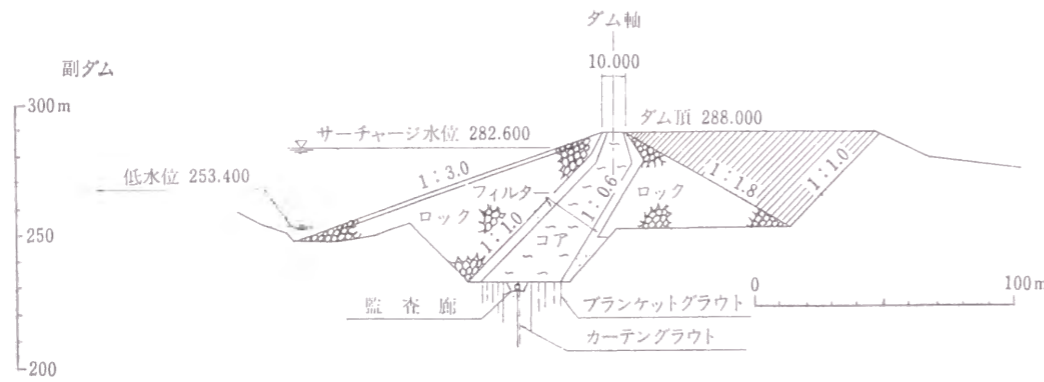 ダム軸
10.000
副ダム
300m
ダム頂 288.000
サーチャージ水位 282.600
低水位 253.400
1:3.0
フィルター
ロック
1:1.0
コア
1:0.6
ロック
1:1.8
1:1.0
250
監査廊
ブランケットグラウト
カーテングラウト
0
100m
200